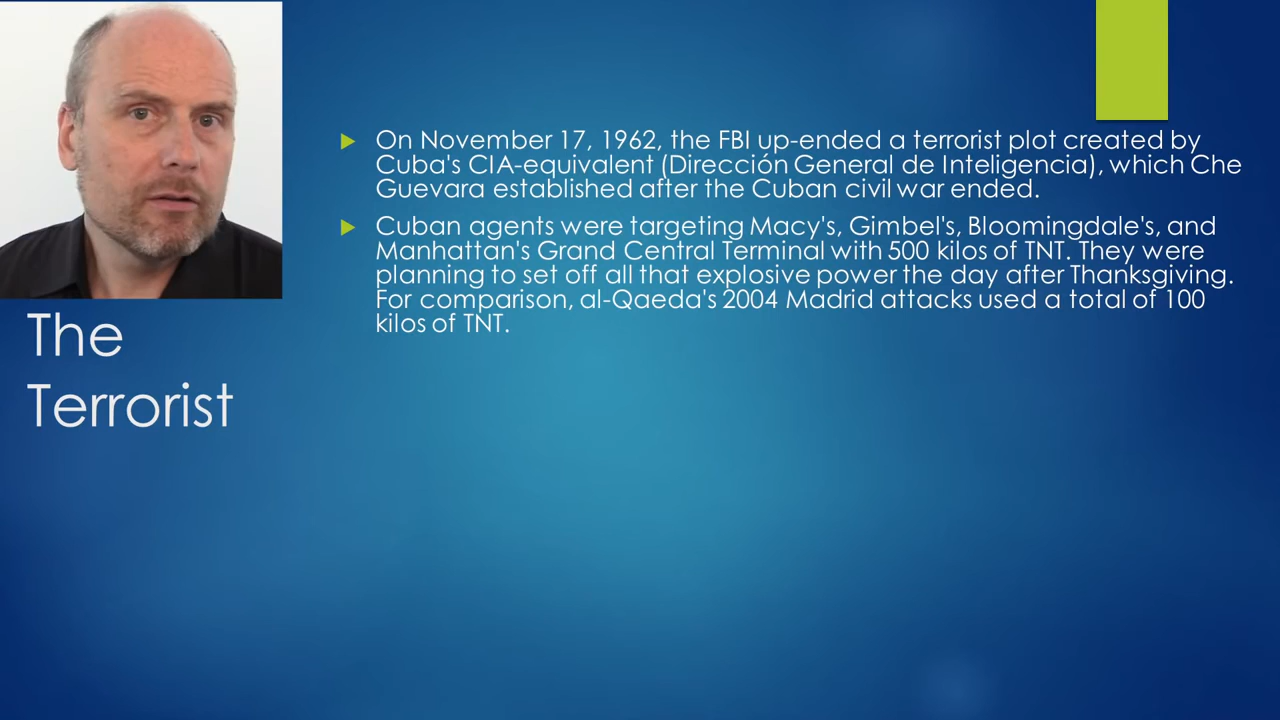 The
Terrorist
On November 17, 1962, the FBI up-ended a terrorist plot created by
Cuba's CIA-equivalent (Dirección General de Inteligencia), which Che
Guevara established after the Cuban civil war ended.
Cuban agents were targeting Macy's, Gimbel's, Bloomingdale's, and
Manhattan's Grand Central Terminal with 500 kilos of TNT. They were
planning to set off all that explosive power the day after Thanksgiving.
For comparison, al-Qaeda's 2004 Madrid attacks used a total of 100
kilos of TNT.